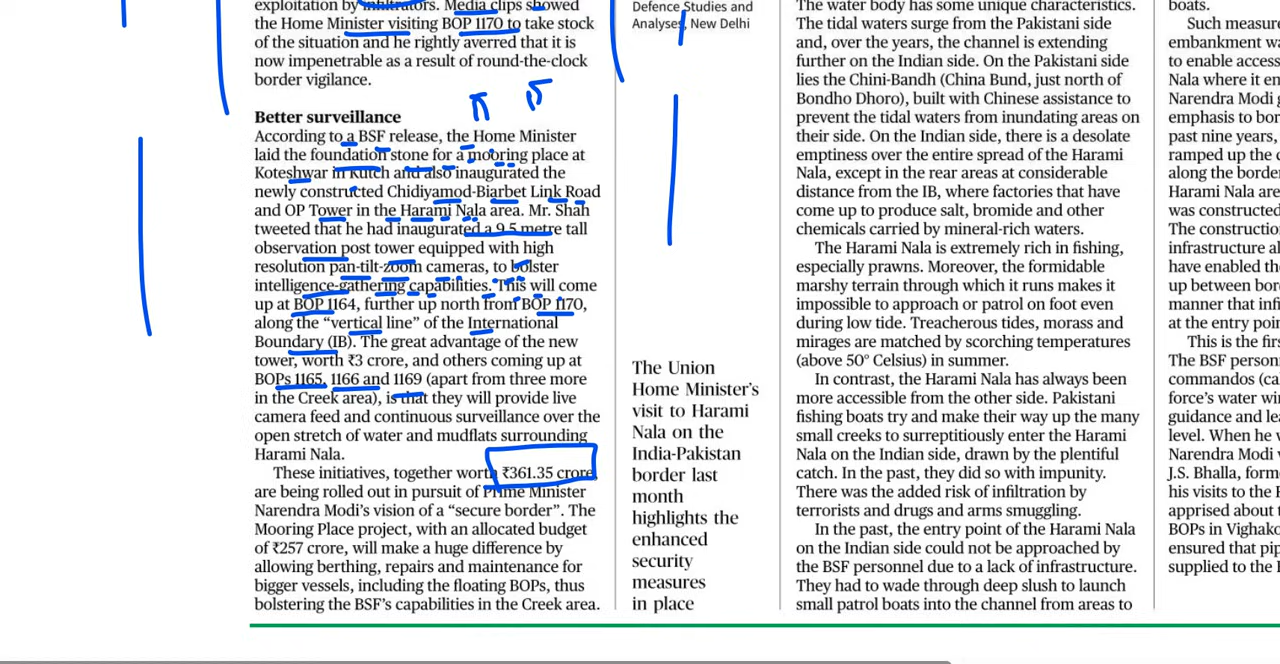 exploitation by infiltrators. Media clips showed
the Home Minister visiting BOP 1170 to take stock
of the situation and he rightly averred that it is
now impenetrable as a result of round-the-clock
border vigilance.
Better surveillance
According to a BSF release, the Home Minister
laid the foundation stone for a mooring place at
Koteshwar in Kutch and also inaugurated the
newly constructed Chidiyamod-Biarbet Link Road
and OP Tower in the Harami Nala area. Mr. Shah
tweeted that he had inaugurated a 9.5 metre tall
observation post tower equipped with high
resolution pan-tilt-zoom cameras, to bolster
intelligence-gathering capabilities. This will come
up at BOP 1164, further up north from BOP 1170,
along the “vertical line” of the International
Boundary (IB). The great advantage of the new
tower, worth ₹3 crore, and others coming up at
BOPs 1165, 1166 and 1169 (apart from three more
in the Creek area), is that they will provide live
camera feed and continuous surveillance over the
open stretch of water and mudflats surrounding
Harami Nala.
These initiatives, together worth ₹361.35 crore
are being rolled out in pursuit of Prime Minister
Narendra Modi’s vision of a “secure border”. The
Mooring Place project, with an allocated budget
of ₹257 crore, will make a huge difference by
allowing berthing, repairs and maintenance for
bigger vessels, including the floating BOPs, thus
bolstering the BSF’s capabilities in the Creek area.
Defence Studies and
Analyses, New Delhi
The Union
Home Minister’s
visit to Harami
Nala on the
India-Pakistan
border last
month
highlights the
enhanced
security
measures
in place
The water body has some unique characteristics.
The tidal waters surge from the Pakistani side
and, over the years, the channel is extending
further on the Indian side. On the Pakistani side
lies the Chini-Bandh (China Bund, just north of
Bondho Dhoro), built with Chinese assistance to
prevent the tidal waters from inundating areas on
their side. On the Indian side, there is a desolate
emptiness over the entire spread of the Harami
Nala, except in the rear areas at considerable
distance from the IB, where factories that have
come up to produce salt, bromide and other
chemicals carried by mineral-rich waters.
The Harami Nala is extremely rich in fishing,
especially prawns. Moreover, the formidable
marshy terrain through which it runs makes it
impossible to approach or patrol on foot even
during low tide. Treacherous tides, morass and
mirages are matched by scorching temperatures
(above 50° Celsius) in summer.
In contrast, the Harami Nala has always been
more accessible from the other side. Pakistani
fishing boats try and make their way up the many
small creeks to surreptitiously enter the Harami
Nala on the Indian side, drawn by the plentiful
catch. In the past, they did so with impunity.
There was the added risk of infiltration by
terrorists and drugs and arms smuggling.
In the past, the entry point of the Harami Nala
on the Indian side could not be approached by
the BSF personnel due to a lack of infrastructure.
They had to wade through deep slush to launch
small patrol boats into the channel from areas to
boats.
Such measure
embankment wa
to enable access
Nala where it en
Narendra Modi g
emphasis to bor
past nine years,
ramped up the c
along the borde
Harami Nala are
was constructed
The constructio
infrastructure al
have enabled th
up between bor
manner that infi
at the entry poin
This is the firs
The BSF person
commandos (ca
force’s water wi
guidance and le
level. When he w
Narendra Modi
J.S. Bhalla, form
his visits to the
apprised about
BOPs in Vighako
ensured that pip
supplied to the